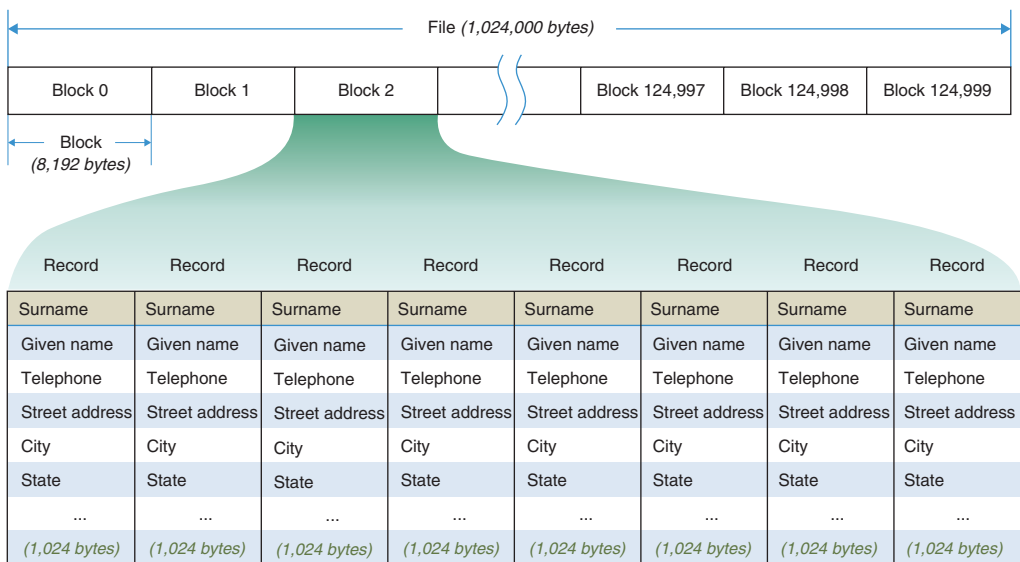 File (1,024,000 bytes)
Block 0 Block 1 Block 2 Block 124,997 Block 124,998 Block 124,999
Block
(8,192 bytes)
Record Record Record Record Record Record Record Record
Surname Surname Surname Surname Surname Surname Surname Surname
Given name Given name Given name Given name Given name Given name Given name Given name
Telephone Telephone Telephone Telephone Telephone Telephone Telephone Telephone
Street address Street address Street address Street address Street address Street address Street address Street address
City City City City City City City City
State State State State State State State State
... ... ... ... ... ... ... ...
(1,024 bytes) (1,024 bytes) (1,024 bytes) (1,024 bytes) (1,024 bytes) (1,024 bytes) (1,024 bytes) (1,024 bytes)